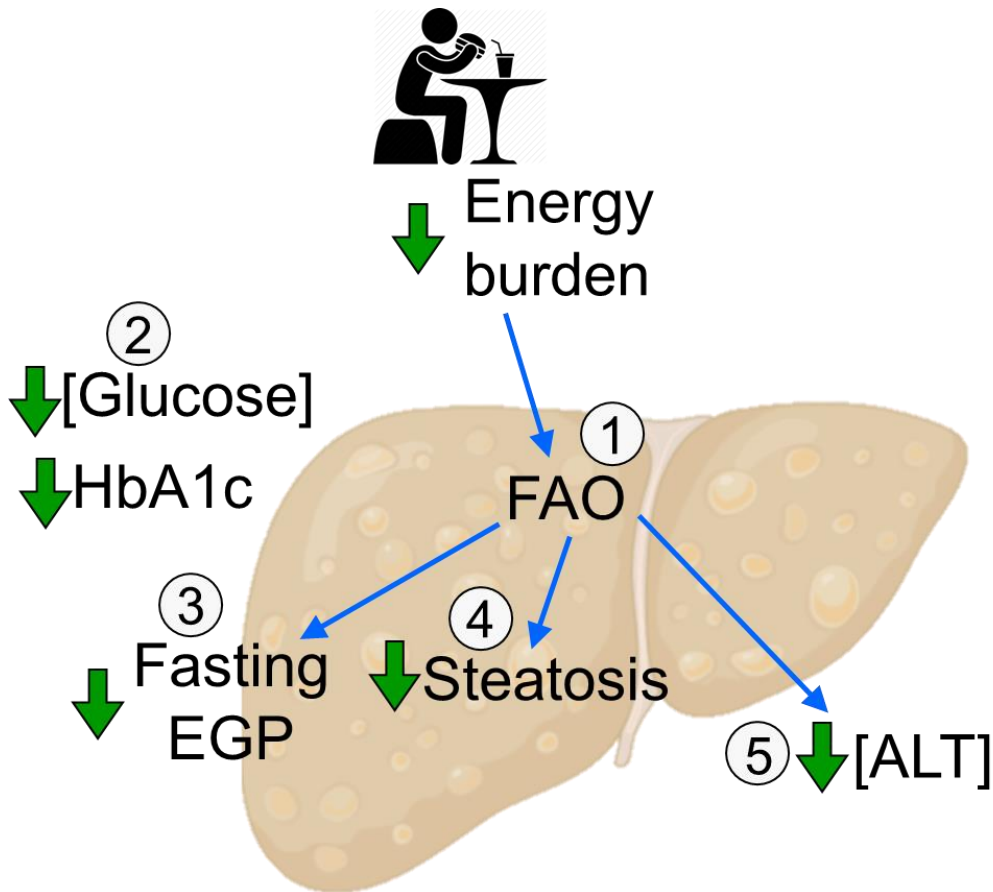 Energy
burden
2
[Glucose]
HbA1c
1
FAO
3
Fasting
EGP
4
Steatosis
5
[ALT]